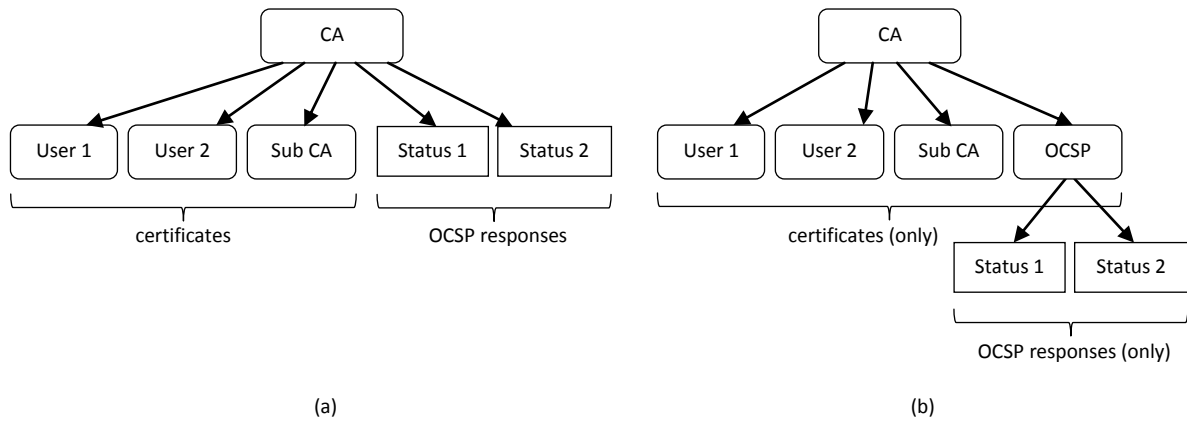 CA
User 1
User 2
Sub CA
Status 1
Status 2
certificates
OCSP responses
(a)
CA
User 1
User 2
Sub CA
OCSP
certificates (only)
Status 1
Status 2
OCSP responses (only)
(b)